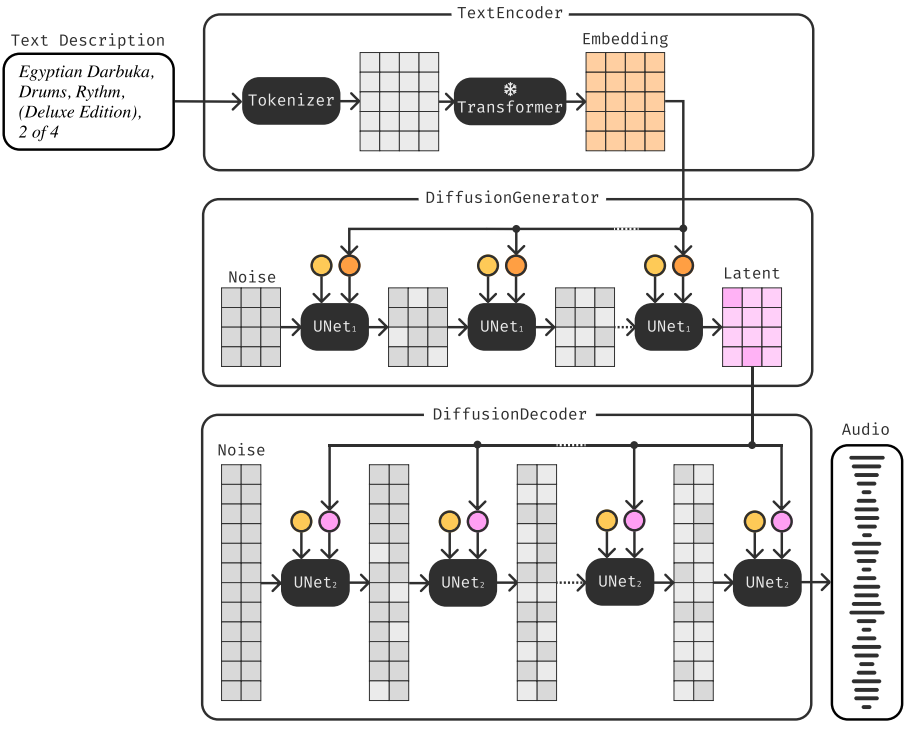 TextEncoder
Text Description
Embedding
Egyptian Darbuka,
Drums, Rythm,
(Deluxe Edition),
2 of 4
Tokenizer
Transformer
DiffusionGenerator
Noise
Latent
UNet₁
UNet₁
UNet₁
DiffusionDecoder
Audio
Noise
UNet₂
UNet₂
UNet₂
UNet₂